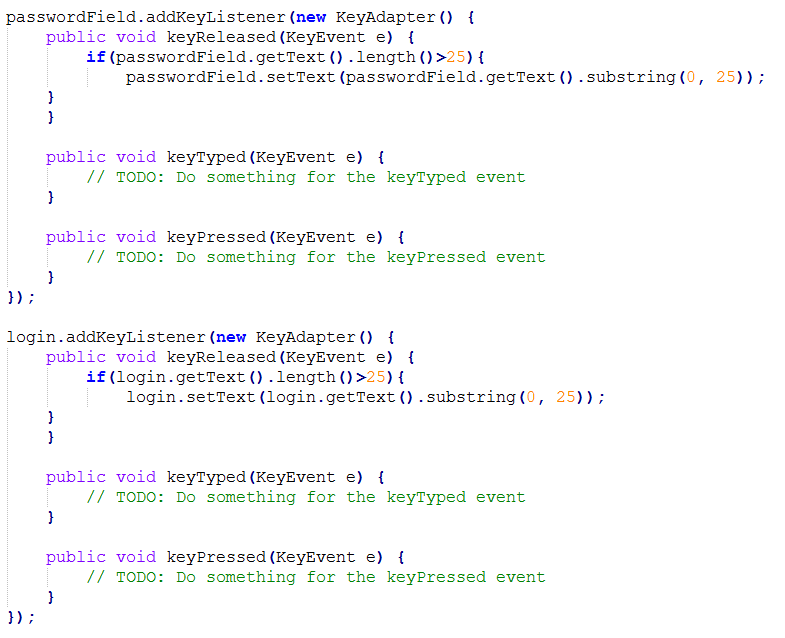 passwordField.addKeyListener(new KeyAdapter() {
    public void keyReleased(KeyEvent e) {
        if(passwordField.getText().length()>25){
            passwordField.setText(passwordField.getText().substring(0, 25));
    }
    }

    public void keyTyped(KeyEvent e) {
        // TODO: Do something for the keyTyped event
    }

    public void keyPressed(KeyEvent e) {
        // TODO: Do something for the keyPressed event
    }
});

login.addKeyListener(new KeyAdapter() {
    public void keyReleased(KeyEvent e) {
        if(login.getText().length()>25){
            login.setText(login.getText().substring(0, 25));
    }
    }

    public void keyTyped(KeyEvent e) {
        // TODO: Do something for the keyTyped event
    }

    public void keyPressed(KeyEvent e) {
        // TODO: Do something for the keyPressed event
    }
});